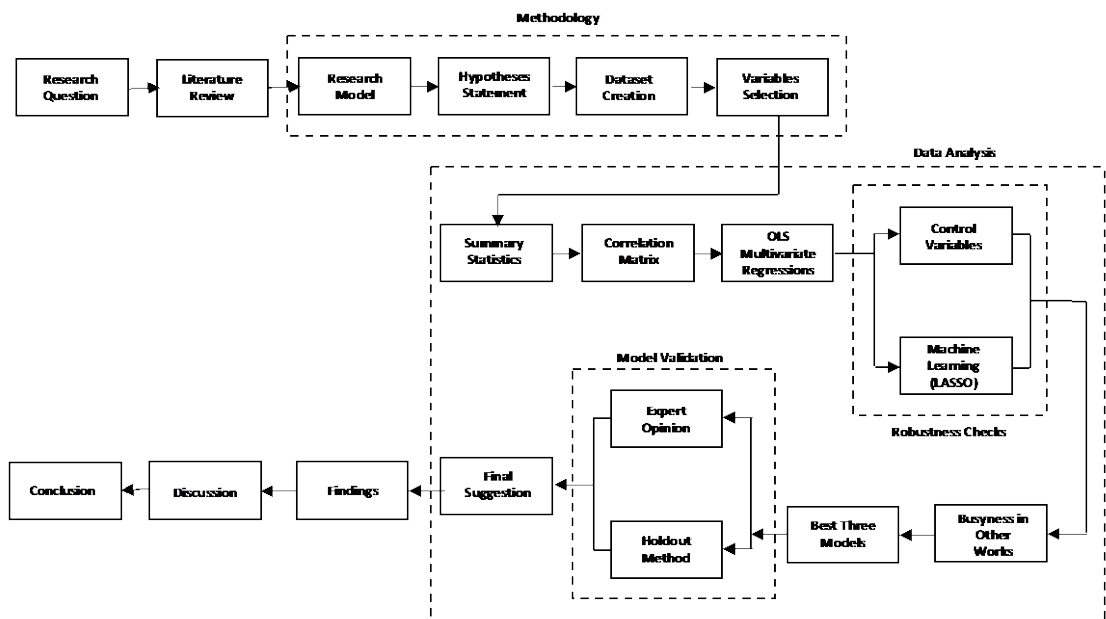 Methodology
Research
Question
Literature
Review
Research
Model
Hypotheses
Statement
Dataset
Creation
Variables
Selection
Data Analysis
Summary
Statistics
Correlation
Matrix
OLS
Multivariate
Regressions
Control
Variables
Machine
Learning
(LASSO)
Robustness Checks
Model Validation
Expert
Opinion
Holdout
Method
Conclusion
Discussion
Findings
Final
Suggestion
Best Three
Models
Busyness in
Other
Works